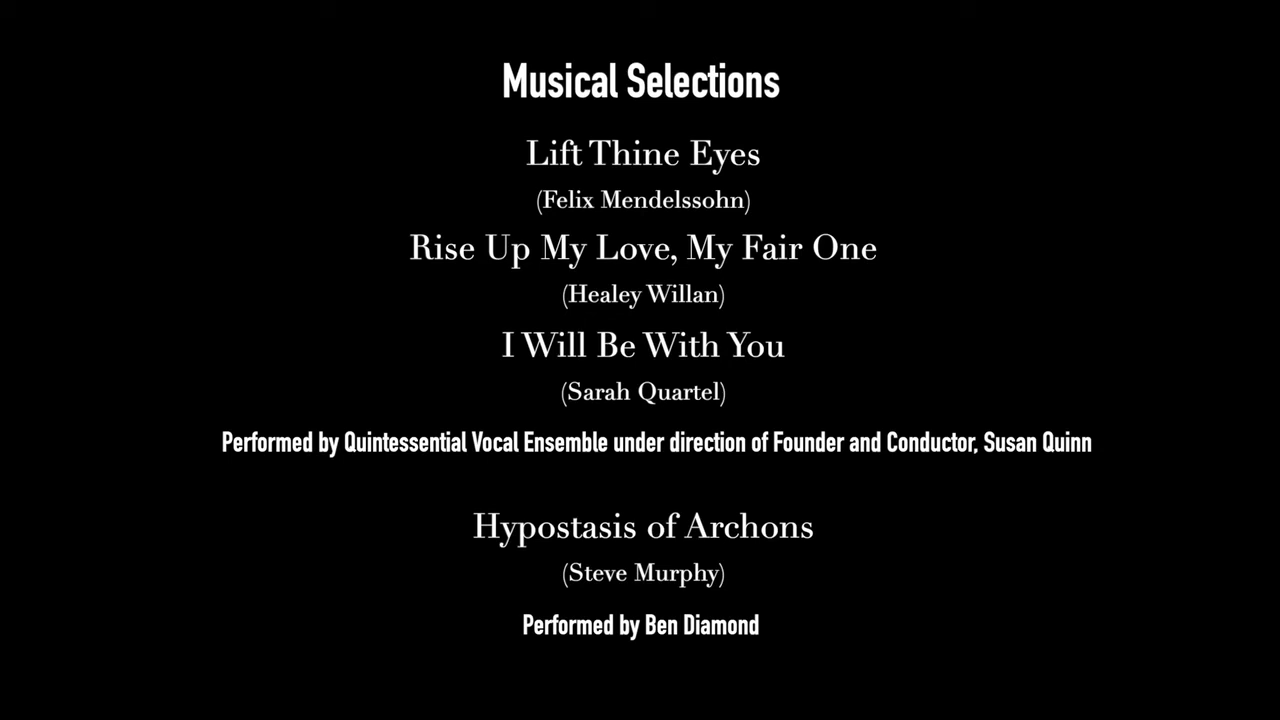 Musical Selections
Lift Thine Eyes
(Felix Mendelssohn)
Rise Up My Love, My Fair One
(Healey Willan)
I Will Be With You
(Sarah Quartel)
Performed by Quintessential Vocal Ensemble under direction of Founder and Conductor, Susan Quinn
Hypostasis of Archons
(Steve Murphy)
Performed by Ben Diamond